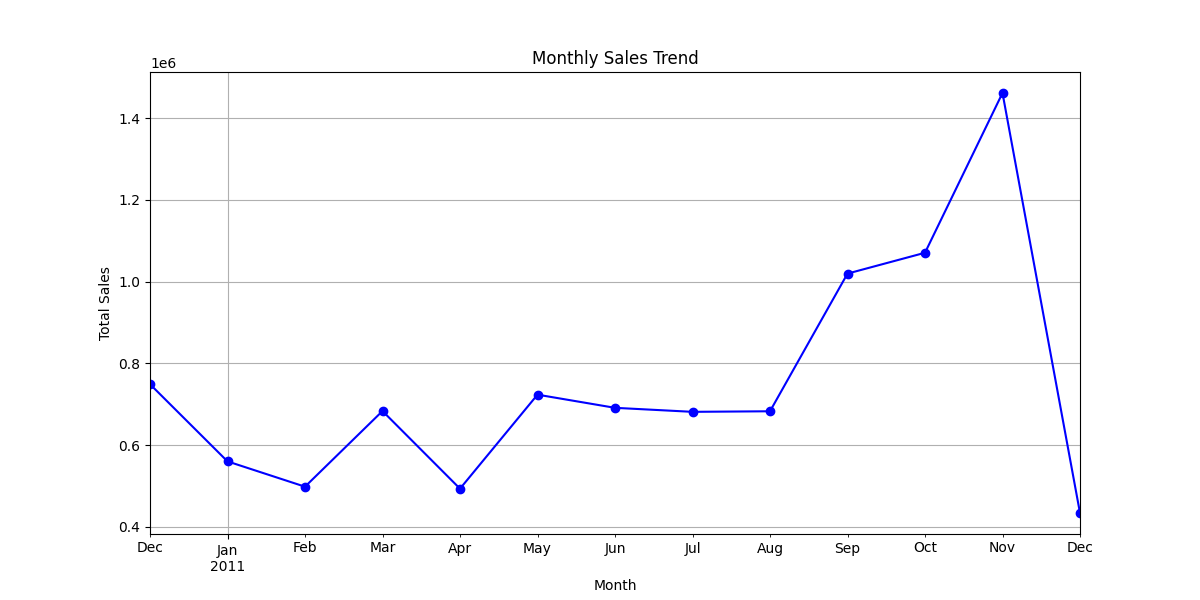 Monthly Sales Trend
1e6
1.4
1.2
1.0
0.8
0.6
0.4
Total Sales
Dec Jan Feb Mar Apr May Jun Jul Aug Sep Oct Nov Dec
2011
Month